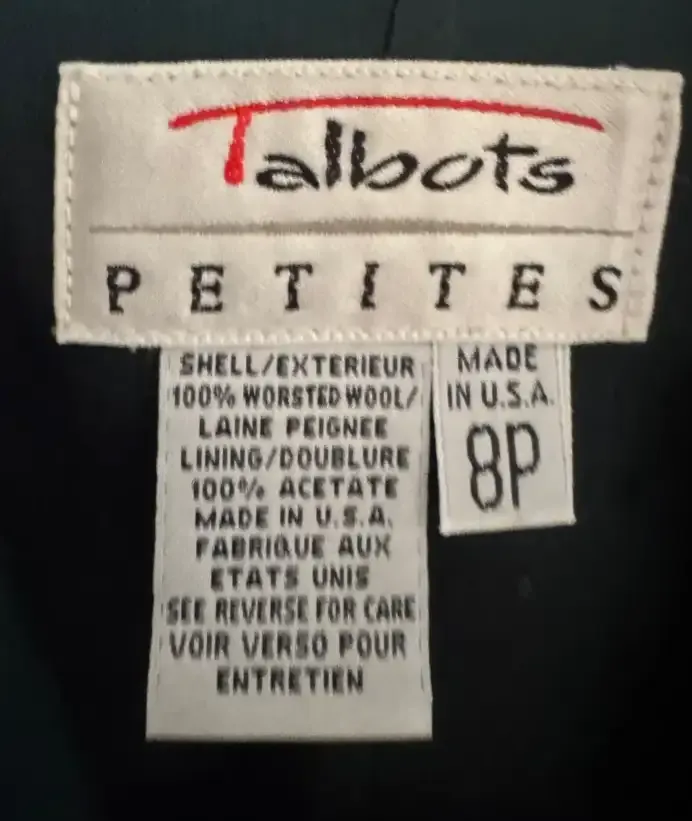 Talbots
PETITES
SHELL/EXTERIEUR
100% WORSTED WOOL/
LAINE PEIGNEE
LINING/DOUBLURE
100% ACETATE
MADE IN U.S.A.
FABRIQUE AUX
ETATS UNIS
SEE REVERSE FOR CARE
VOIR VERSO POUR
ENTRETIEN
MADE
IN U.S.A.
8P